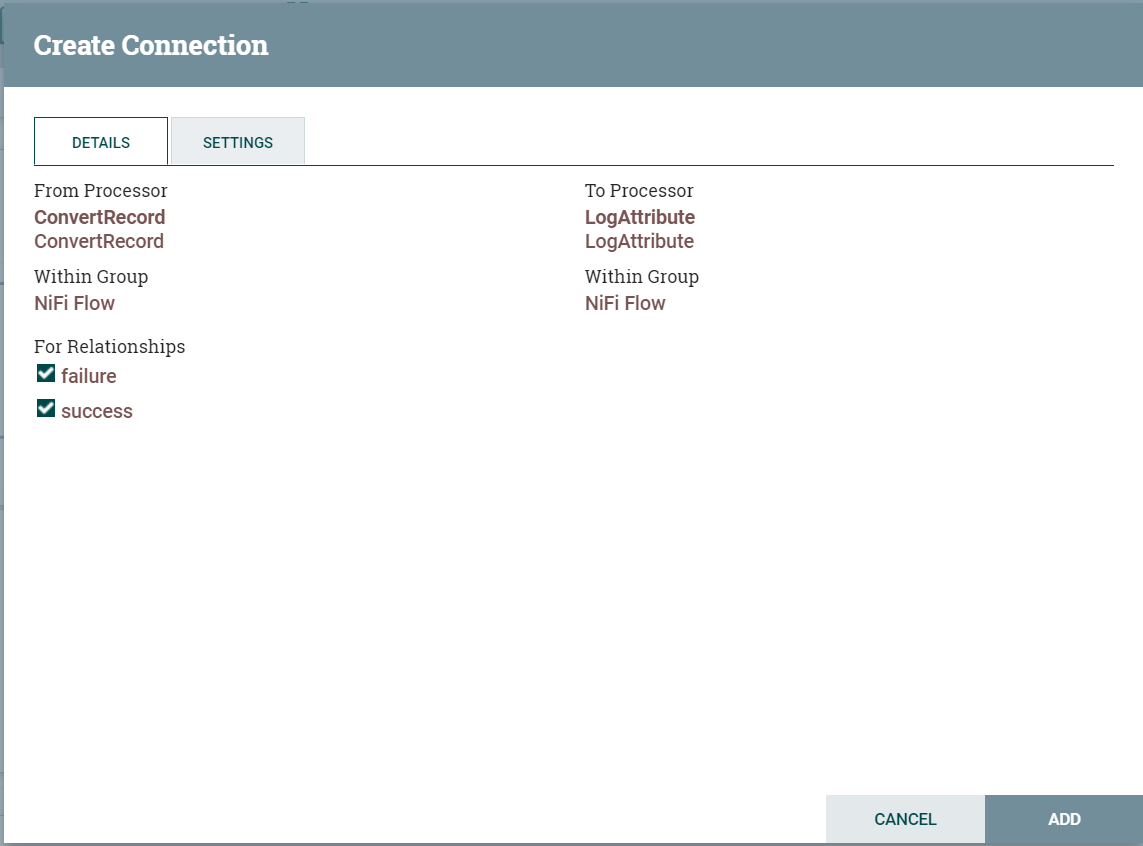 Create Connection
DETAILS
SETTINGS
From Processor
ConvertRecord
ConvertRecord
Within Group
NiFi Flow
To Processor
LogAttribute
LogAttribute
Within Group
NiFi Flow
For Relationships
failure
success
CANCEL
ADD